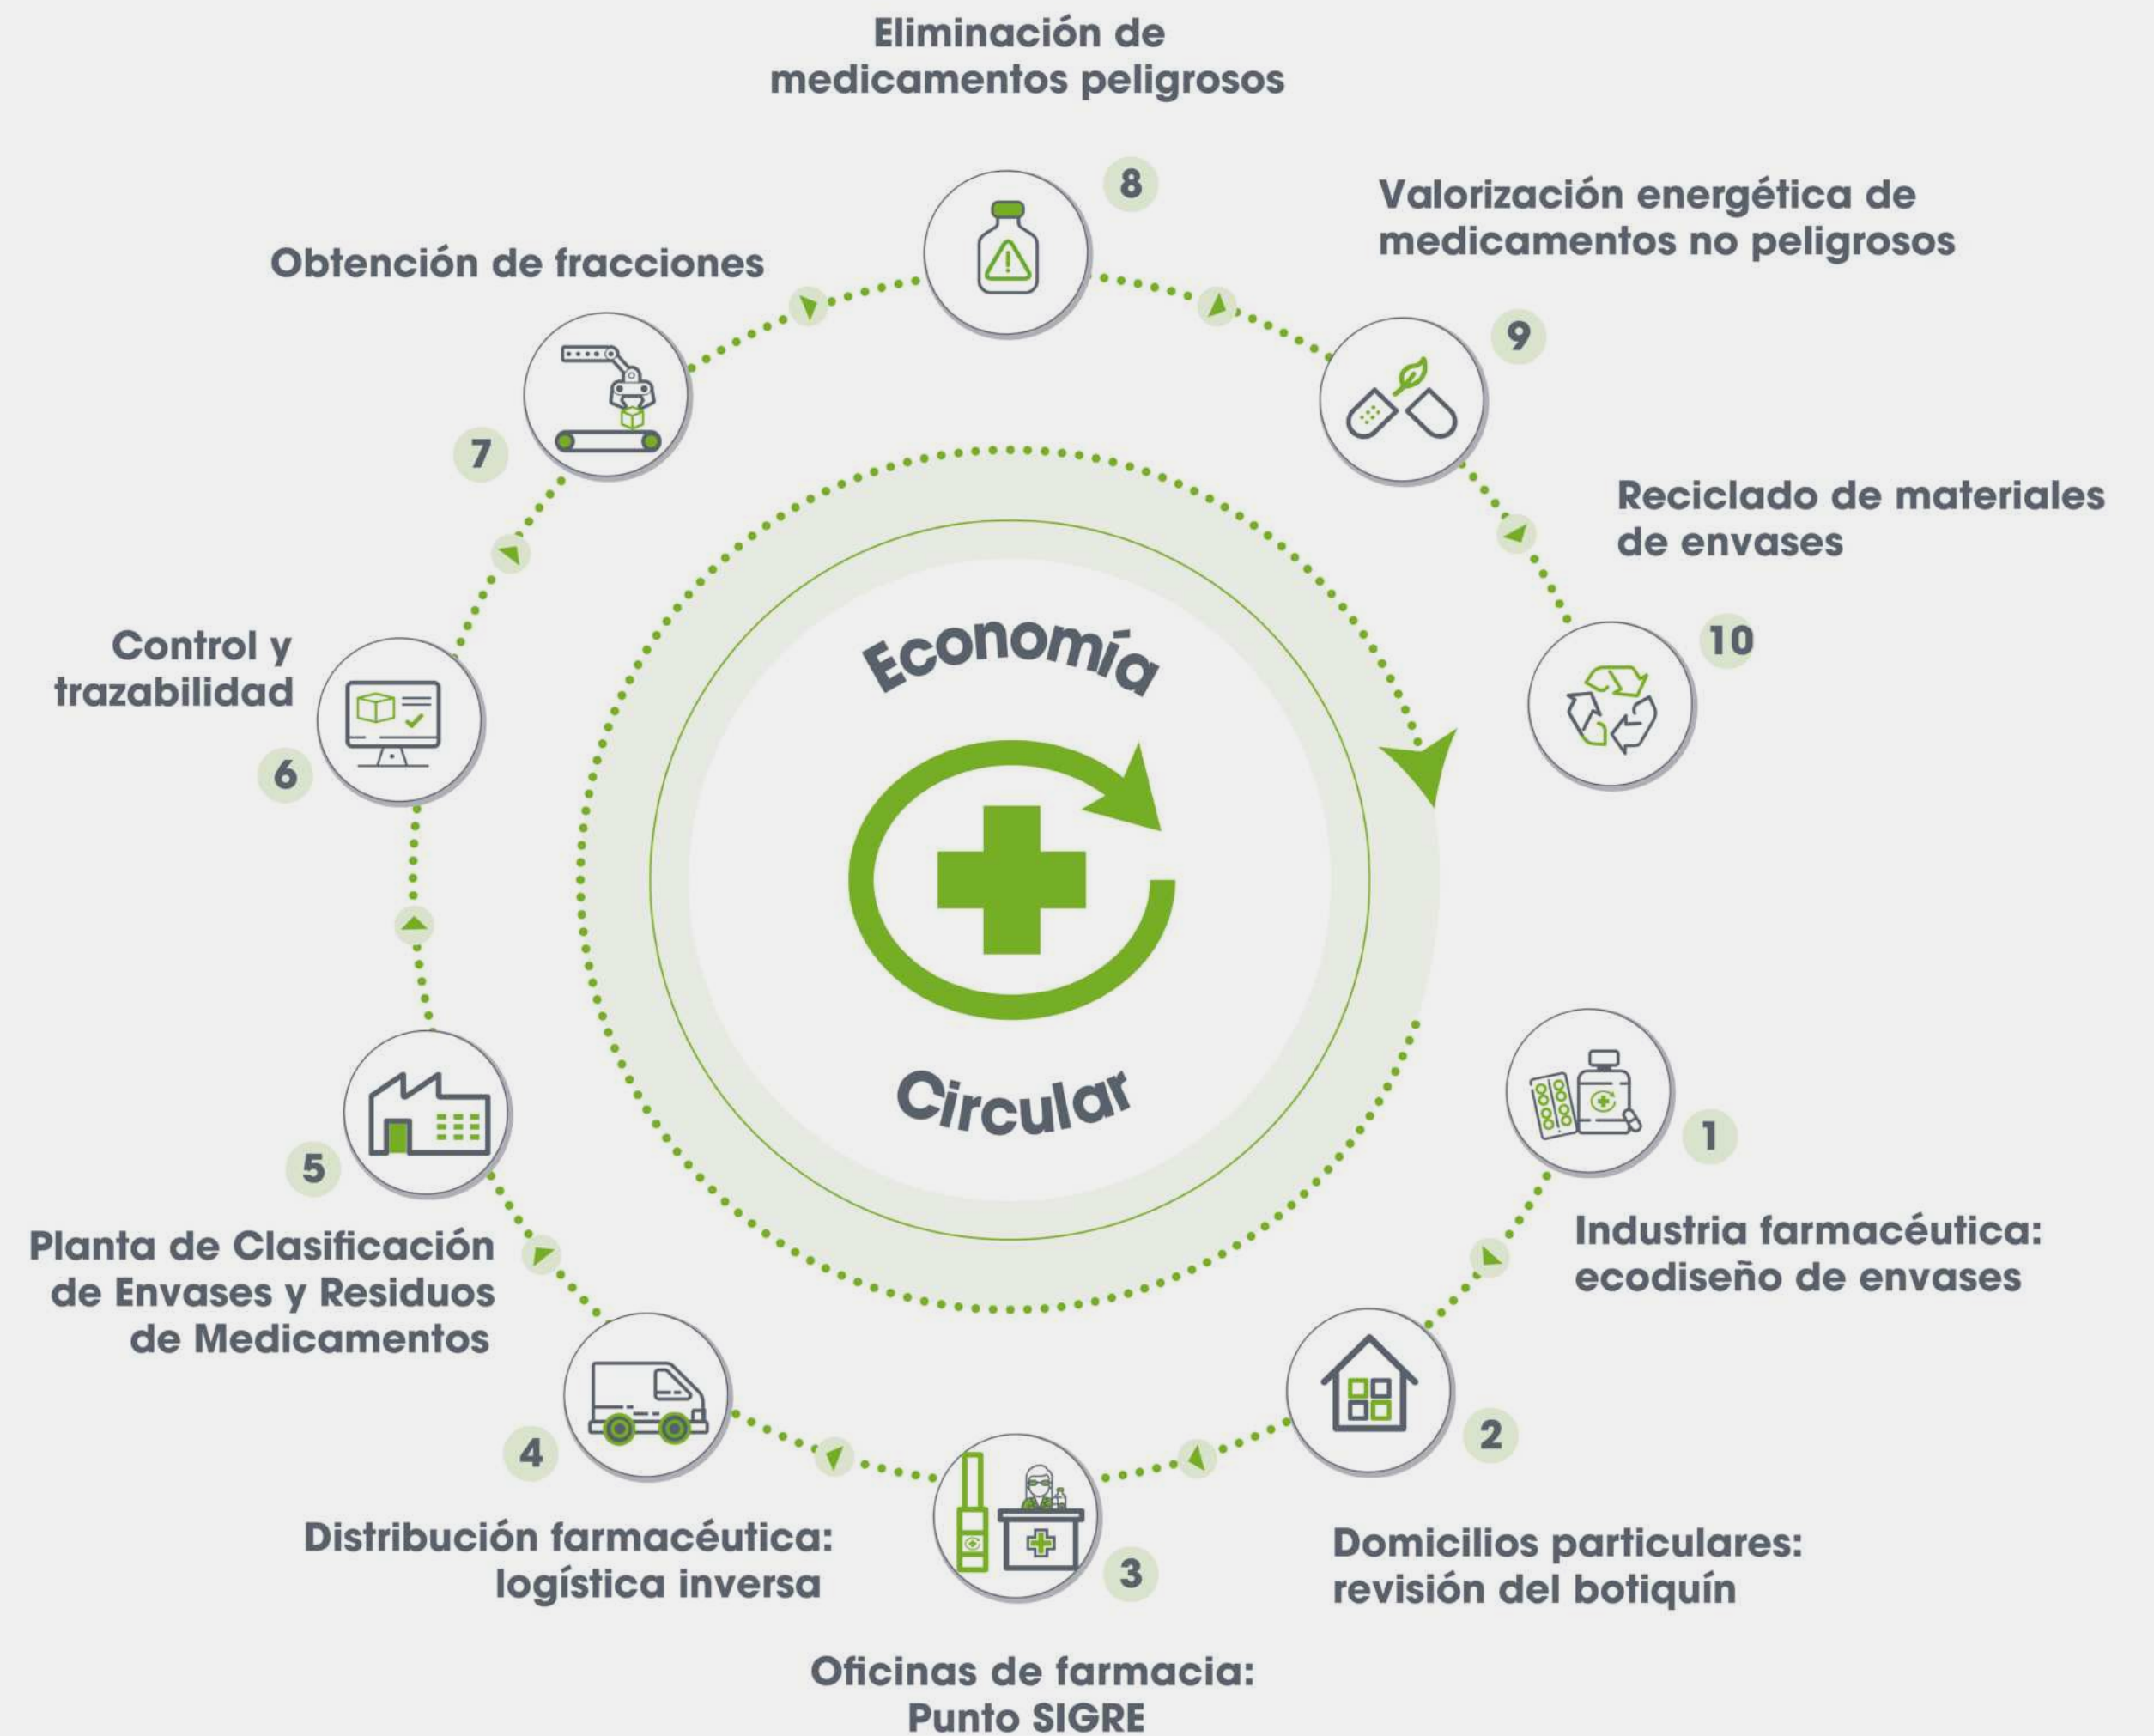 Eliminación de
medicamentos peligrosos
8
Valorización energética de
medicamentos no peligrosos
9
Obtención de fracciones
7
Reciclado de materiales
de envases
10
Control y
trazabilidad
6
Economía
Circular
1
Industria farmacéutica:
ecodiseño de envases
5
Planta de Clasificación
de Envases y Residuos
de Medicamentos
2
Domicilios particulares:
revisión del botiquín
4
Distribución farmacéutica:
logística inversa
3
Oficinas de farmacia:
Punto SIGRE